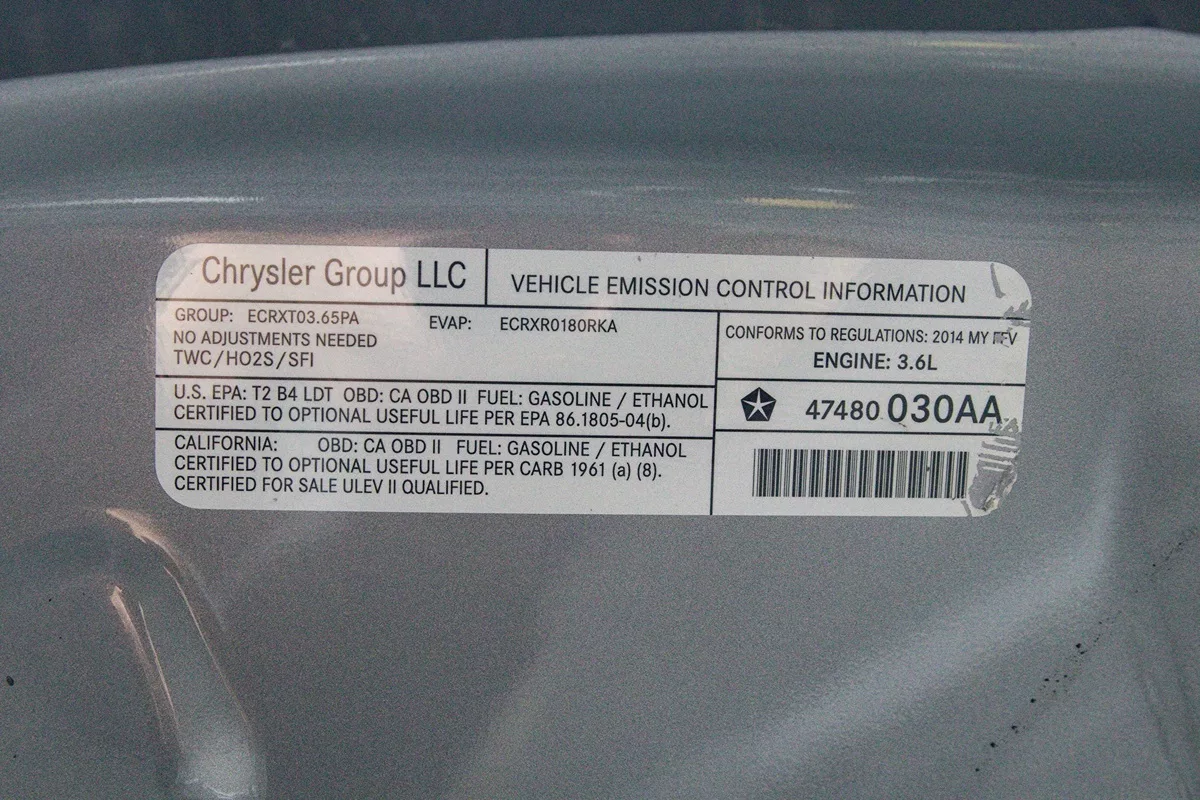 Chrysler Group LLC
VEHICLE EMISSION CONTROL INFORMATION
GROUP: ECRXT03.65PA EVAP: ECRXR0180RKA
NO ADJUSTMENTS NEEDED
TWC/HO2S/SFI
CONFORMS TO REGULATIONS: 2014 MY
ENGINE: 3.6L
U.S. EPA: T2 B4 LDT OBD: CA OBD II FUEL: GASOLINE / ETHANOL
CERTIFIED TO OPTIONAL USEFUL LIFE PER EPA 86.1805-04(b).
47480 030AA
CALIFORNIA: OBD: CA OBD II FUEL: GASOLINE / ETHANOL
CERTIFIED TO OPTIONAL USEFUL LIFE PER CARB 1961 (a) (8).
CERTIFIED FOR SALE ULEV II QUALIFIED.